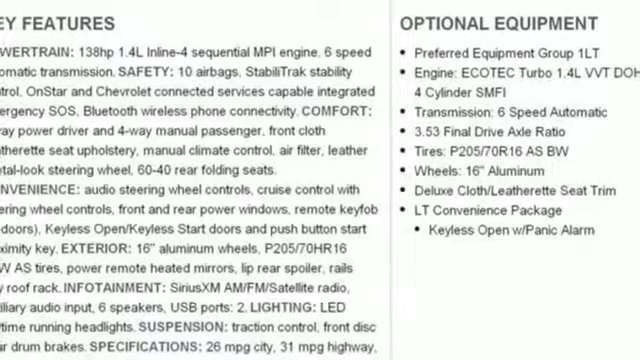 EY FEATURES
WERTRAIN: 138hp 1.4L Inline-4 sequential MPI engine. 6 speed
omatic transmission. SAFETY: 10 airbags, StabiliTrak stability
trol. OnStar and Chevrolet connected services capable integrated
ergency SOS, Bluetooth wireless phone connectivity. COMFORT:
way power driver and 4-way manual passenger, front cloth
atherette seat upholstery, manual climate control, air filter, leather
etal-look steering wheel, 60-40 rear folding seats.
NVENIENCE: audio steering wheel controls, cruise control with
ering wheel controls, front and rear power windows, remote keyfob
doors), Keyless Open/Keyless Start doors and push button start
ximity key. EXTERIOR: 16" aluminum wheels, P205/70HR16
W AS tires, power remote heated mirrors, lip rear spoiler, rails
y roof rack. INFOTAINMENT: SiriusXM AM/FM/Satellite radio,
iliary audio input, 6 speakers, USB ports: 2. LIGHTING: LED
time running headlights. SUSPENSION: traction control, front disc
ar drum brakes. SPECIFICATIONS: 26 mpg city, 31 mpg highway,
OPTIONAL EQUIPMENT
• Preferred Equipment Group 1LT
• Engine: ECOTEC Turbo 1.4L VVT DOH
4 Cylinder SMFI
• Transmission: 6 Speed Automatic
• 3.53 Final Drive Axle Ratio
• Tires: P205/70R16 AS BW
• Wheels: 16" Aluminum
• Deluxe Cloth/Leatherette Seat Trim
• LT Convenience Package
• Keyless Open w/Panic Alarm